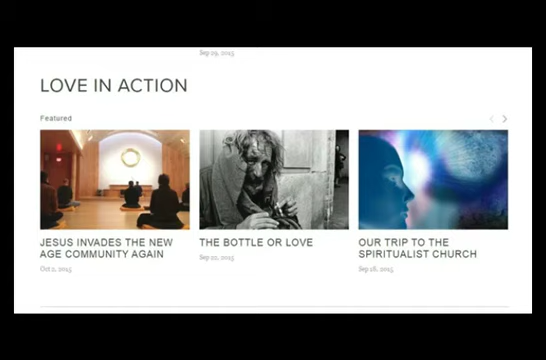 Sep 29, 2015
LOVE IN ACTION
Featured
JESUS INVADES THE NEW
AGE COMMUNITY AGAIN
Oct 2, 2015
THE BOTTLE OR LOVE
Sep 22, 2015
OUR TRIP TO THE
SPIRITUALIST CHURCH
Sep 18, 2015